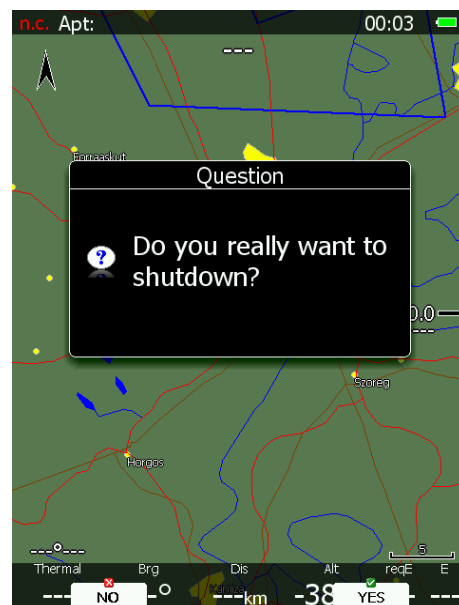 n.c. Apt: 00:03
---
Forraaskut
Question
Do you really want to
shutdown?
0.0
---
Szoreg
Horgos
---°---
5
Thermal Brg Dis Alt reqE E
NO ° ---km -38 YES